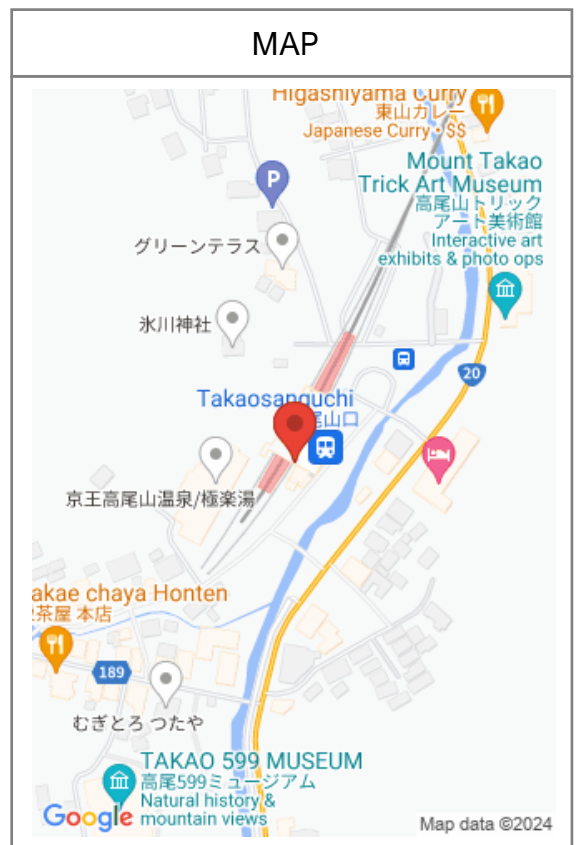 MAP
Higashiyama Curry
東山カレー
Japanese Curry・$$
Mount Takao
Trick Art Museum
高尾山トリック
アート美術館
Interactive art
exhibits & photo ops
P
グリーンテラス
氷川神社
20
Takaosanguchi
尾山口
京王高尾山温泉/極楽湯
akae chaya Honten
茶屋 本店
189
むぎとろ つたや
TAKAO 599 MUSEUM
高尾599ミュージアム
Natural history &
mountain views
Google
Map data ©2024